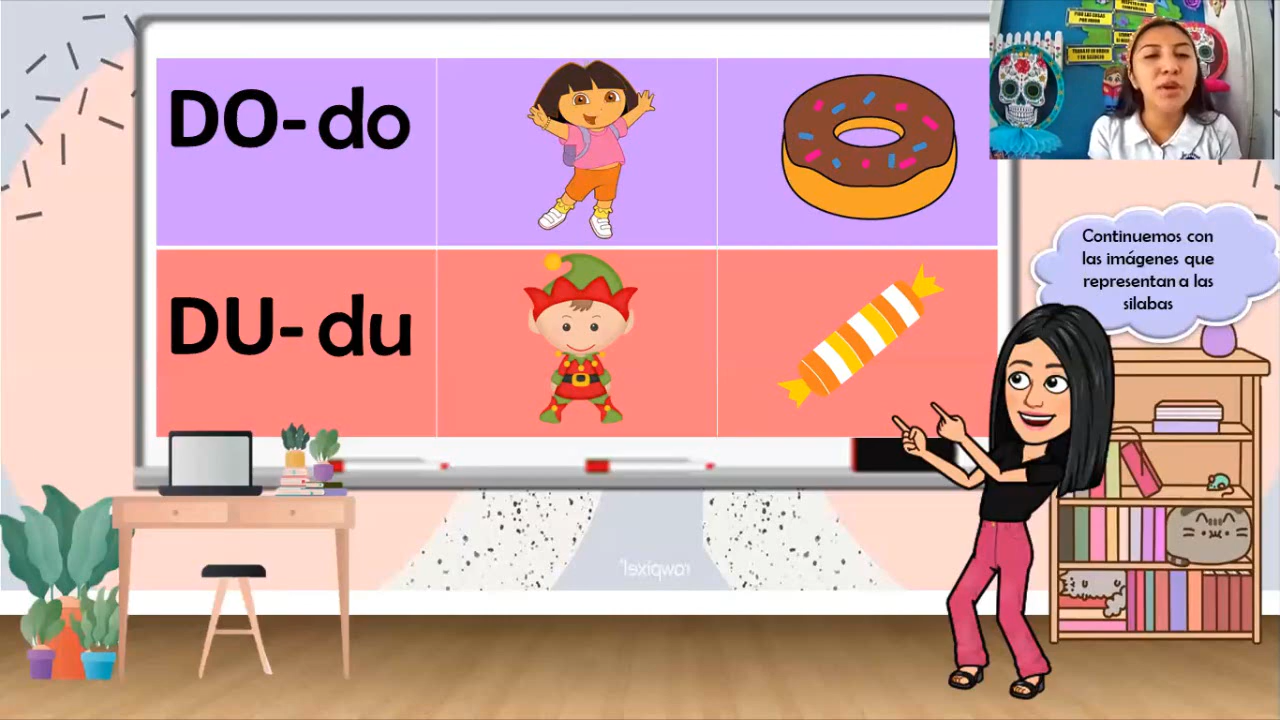 DO-do
DU-du
Continuemos con
las imágenes que
representan a las
silabas
rawpixel'